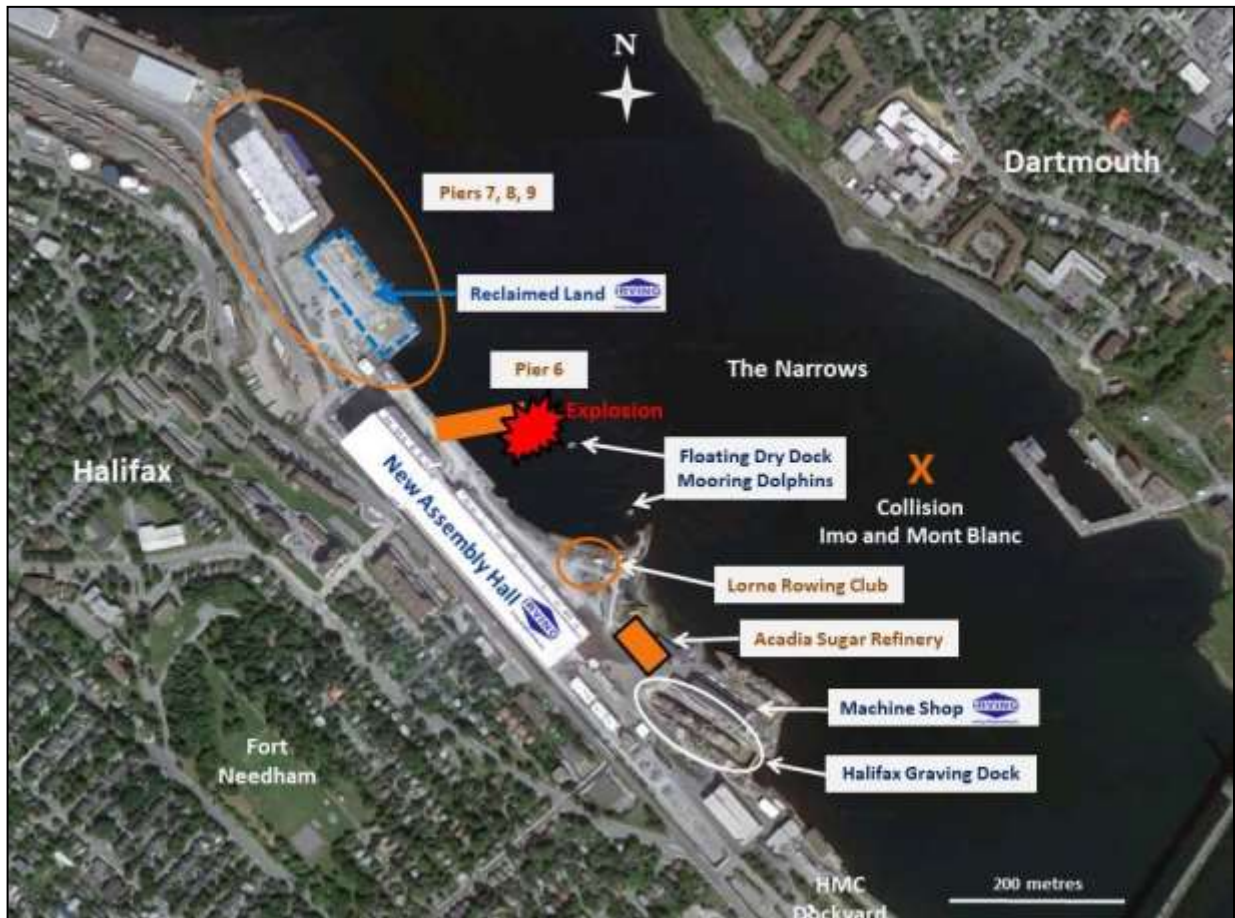 N
Dartmouth
Piers 7, 8, 9
Reclaimed Land IRVING
Pier 6
The Narrows
Explosion
Halifax
Floating Dry Dock
Mooring Dolphins
X
Collision
Imo and Mont Blanc
New Assembly Hall IRVING
Lorne Rowing Club
Acadia Sugar Refinery
Machine Shop IRVING
Fort
Needham
Halifax Graving Dock
HMC
Dockyard
200 metres